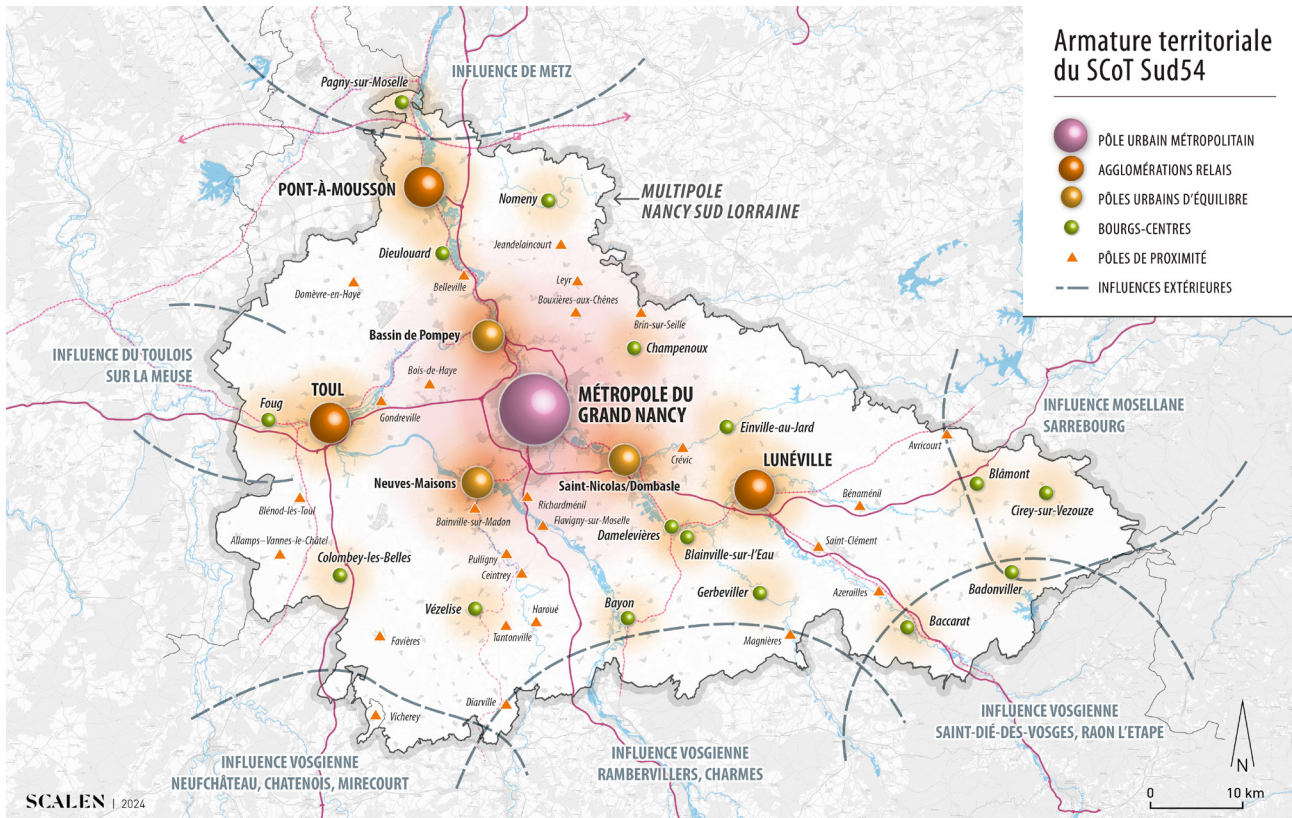 Armature territoriale
du SCoT Sud54
PÔLE URBAIN MÉTROPOLITAIN
AGGLOMÉRATIONS RELAIS
PÔLES URBAINS D'ÉQUILIBRE
BOURGS-CENTRES
PÔLES DE PROXIMITÉ
INFLUENCES EXTÉRIEURES
INFLUENCE DE METZ
Pagny-sur-Moselle
PONT-À-MOUSSON
Nomeny
MULTIPOLE
NANCY SUD LORRAINE
Jeandelaincourt
Dieulouard
Belleville
Leyr
Domèvre-en-Haye
Bouxières-aux-Chênes
Brin-sur-Seille
Bassin de Pompey
Champenoux
INFLUENCE DU TOULOIS
SUR LA MEUSE
Bois-de-Haye
TOUL
Foug
Gondreville
MÉTROPOLE DU
GRAND NANCY
INFLUENCE MOSELLANE
SARREBOURG
Einville-au-Jard
Avricourt
Crévic
LUNÉVILLE
Neuves-Maisons
Saint-Nicolas/Dombasle
Blâmont
Bénaménil
Cirey-sur-Vezouze
Blénod-lès-Toul
Richardménil
Bainville-sur-Madon
Flavigny-sur-Moselle
Damelevières
Blainville-sur-l'Eau
Saint-Clément
Allamps-Vannes-le-Châtel
Colombey-les-Belles
Pulligny
Ceintrey
Badonviller
Gerbeviller
Azerailles
Vézelise
Haroué
Bayon
Baccarat
Favières
Tantonville
Magnières
Diarville
Vicherey
INFLUENCE VOSGIENNE
SAINT-DIÉ-DES-VOSGES, RAON L'ETAPE
INFLUENCE VOSGIENNE
RAMBERVILLERS, CHARMES
INFLUENCE VOSGIENNE
NEUFCHÂTEAU, CHATENOIS, MIRECOURT
N
0 10 km
SCALEN | 2024